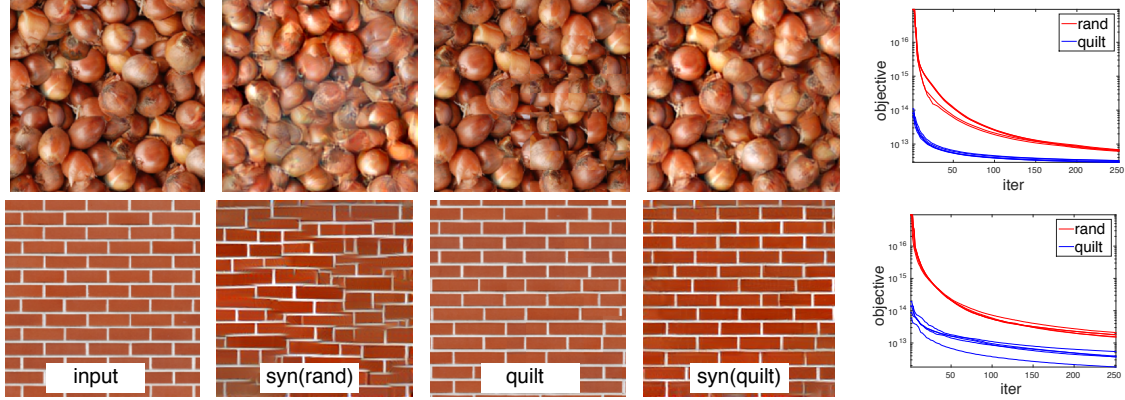 rand
quilt
objective
10^16
10^15
10^14
10^13
50 100 150 200 250
iter
input
syn(rand)
quilt
syn(quilt)
rand
quilt
objective
10^16
10^15
10^14
10^13
50 100 150 200 250
iter